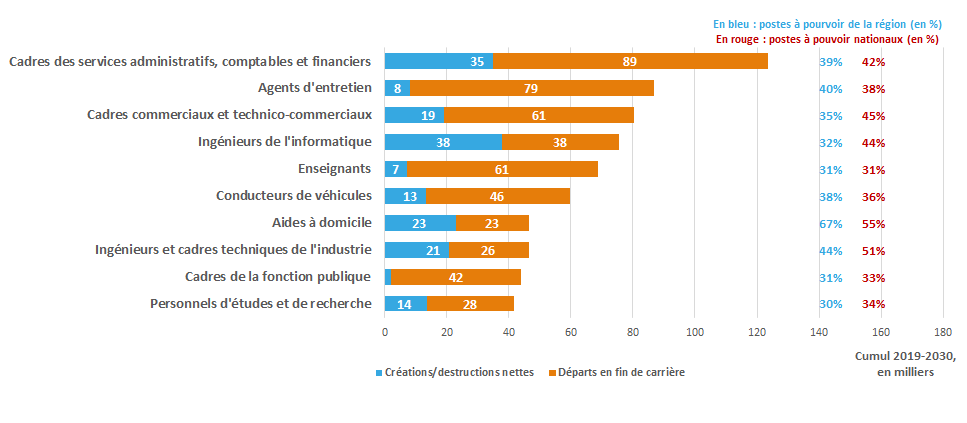 En bleu : postes à pourvoir de la région (en %)
En rouge : postes à pouvoir nationaux (en %)
Cadres des services administratifs, comptables et financiers 35 89 39% 42%
Agents d'entretien 8 79 40% 38%
Cadres commerciaux et technico-commerciaux 19 61 35% 45%
Ingénieurs de l'informatique 38 38 32% 44%
Enseignants 7 61 31% 31%
Conducteurs de véhicules 13 46 38% 36%
Aides à domicile 23 23 67% 55%
Ingénieurs et cadres techniques de l'industrie 21 26 44% 51%
Cadres de la fonction publique 42 31% 33%
Personnels d'études et de recherche 14 28 30% 34%
0 20 40 60 80 100 120 140 160 180
Cumul 2019-2030,
en milliers
Créations/destructions nettes Départs en fin de carrière